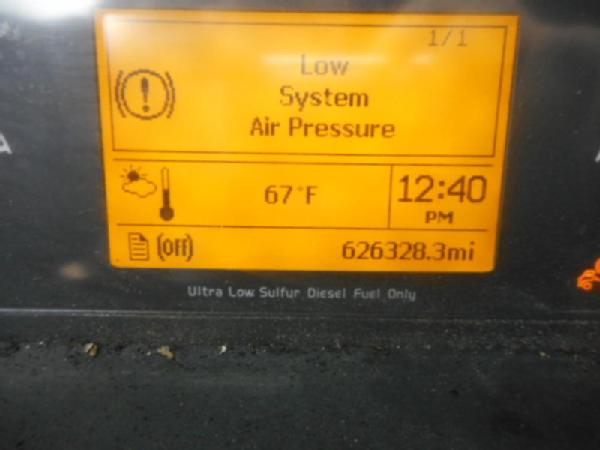 1/1
Low
System
Air Pressure
67°F
12:40
PM
(Off)
626328.3mi
Ultra Low Sulfur Diesel Fuel Only
A